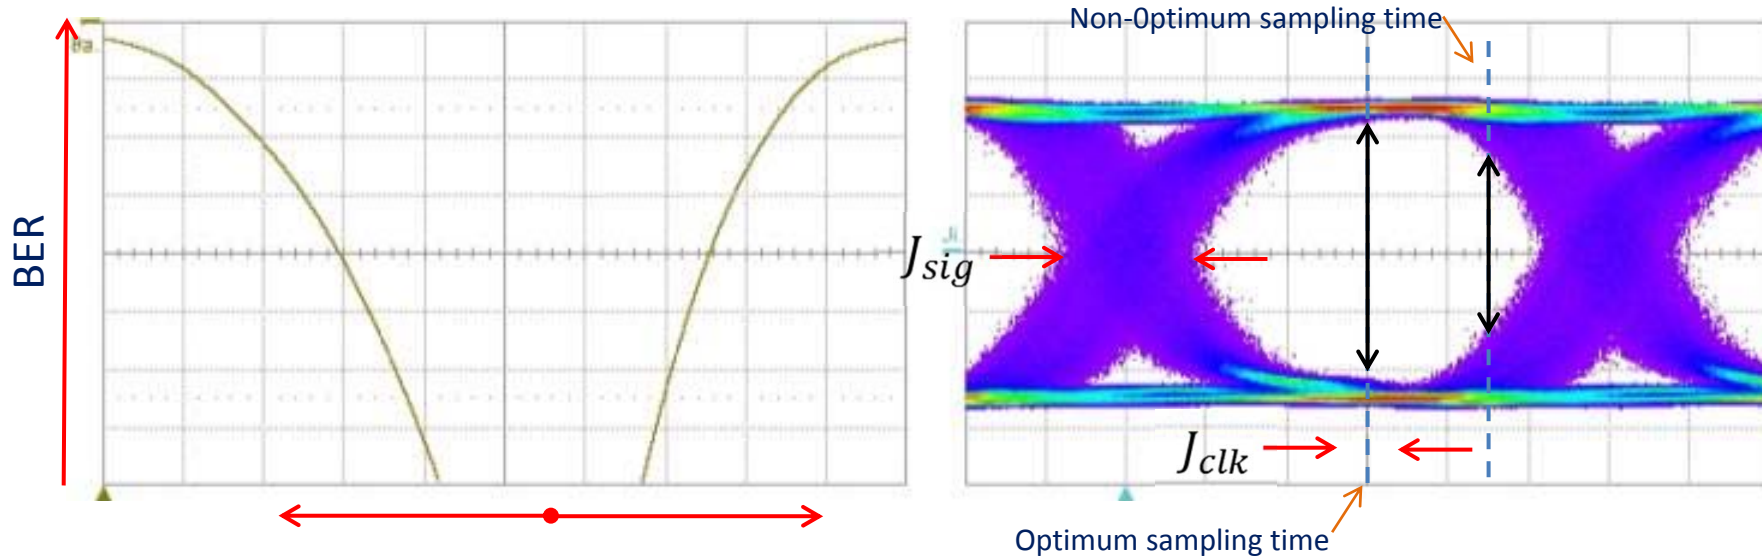 Non-0ptimum sampling time
BER
J_sig
J_clk
Optimum sampling time